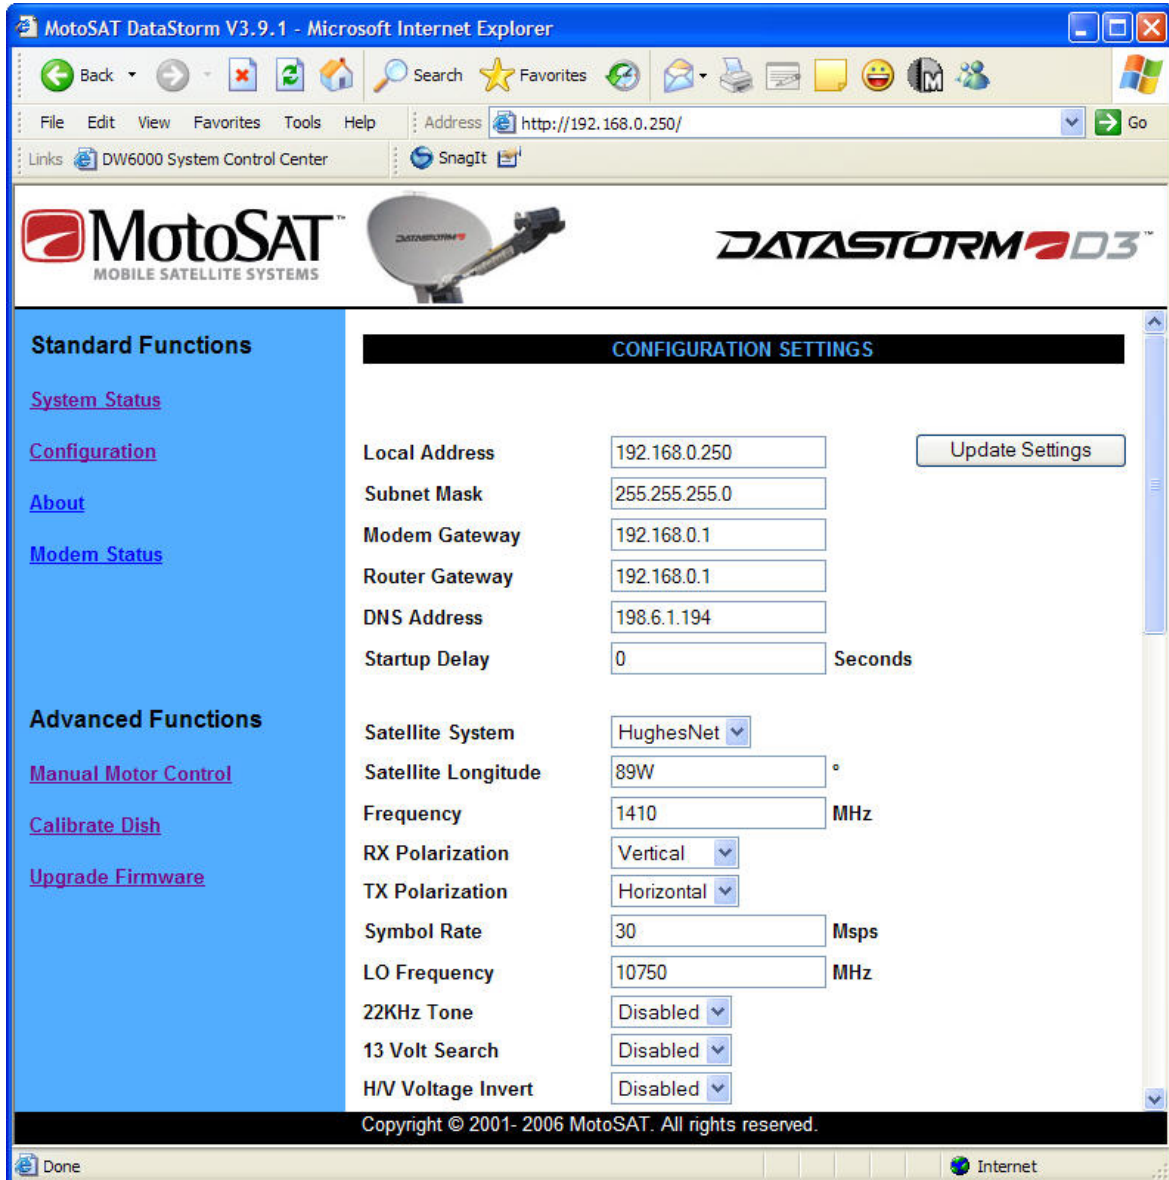 MotoSAT DataStorm V3.9.1 - Microsoft Internet Explorer
Back Search Favorites
File Edit View Favorites Tools Help Address http://192.168.0.250/ Go
Links DW6000 System Control Center SnagIt
MotoSAT™
MOBILE SATELLITE SYSTEMS
DATASTORM
DATASTORM D3™
Standard Functions
System Status
Configuration
About
Modem Status
Advanced Functions
Manual Motor Control
Calibrate Dish
Upgrade Firmware
CONFIGURATION SETTINGS
Local Address 192.168.0.250 Update Settings
Subnet Mask 255.255.255.0
Modem Gateway 192.168.0.1
Router Gateway 192.168.0.1
DNS Address 198.6.1.194
Startup Delay 0 Seconds
Satellite System HughesNet
Satellite Longitude 89W °
Frequency 1410 MHz
RX Polarization Vertical
TX Polarization Horizontal
Symbol Rate 30 Msps
LO Frequency 10750 MHz
22KHz Tone Disabled
13 Volt Search Disabled
H/V Voltage Invert Disabled
Copyright © 2001- 2006 MotoSAT. All rights reserved.
Done Internet